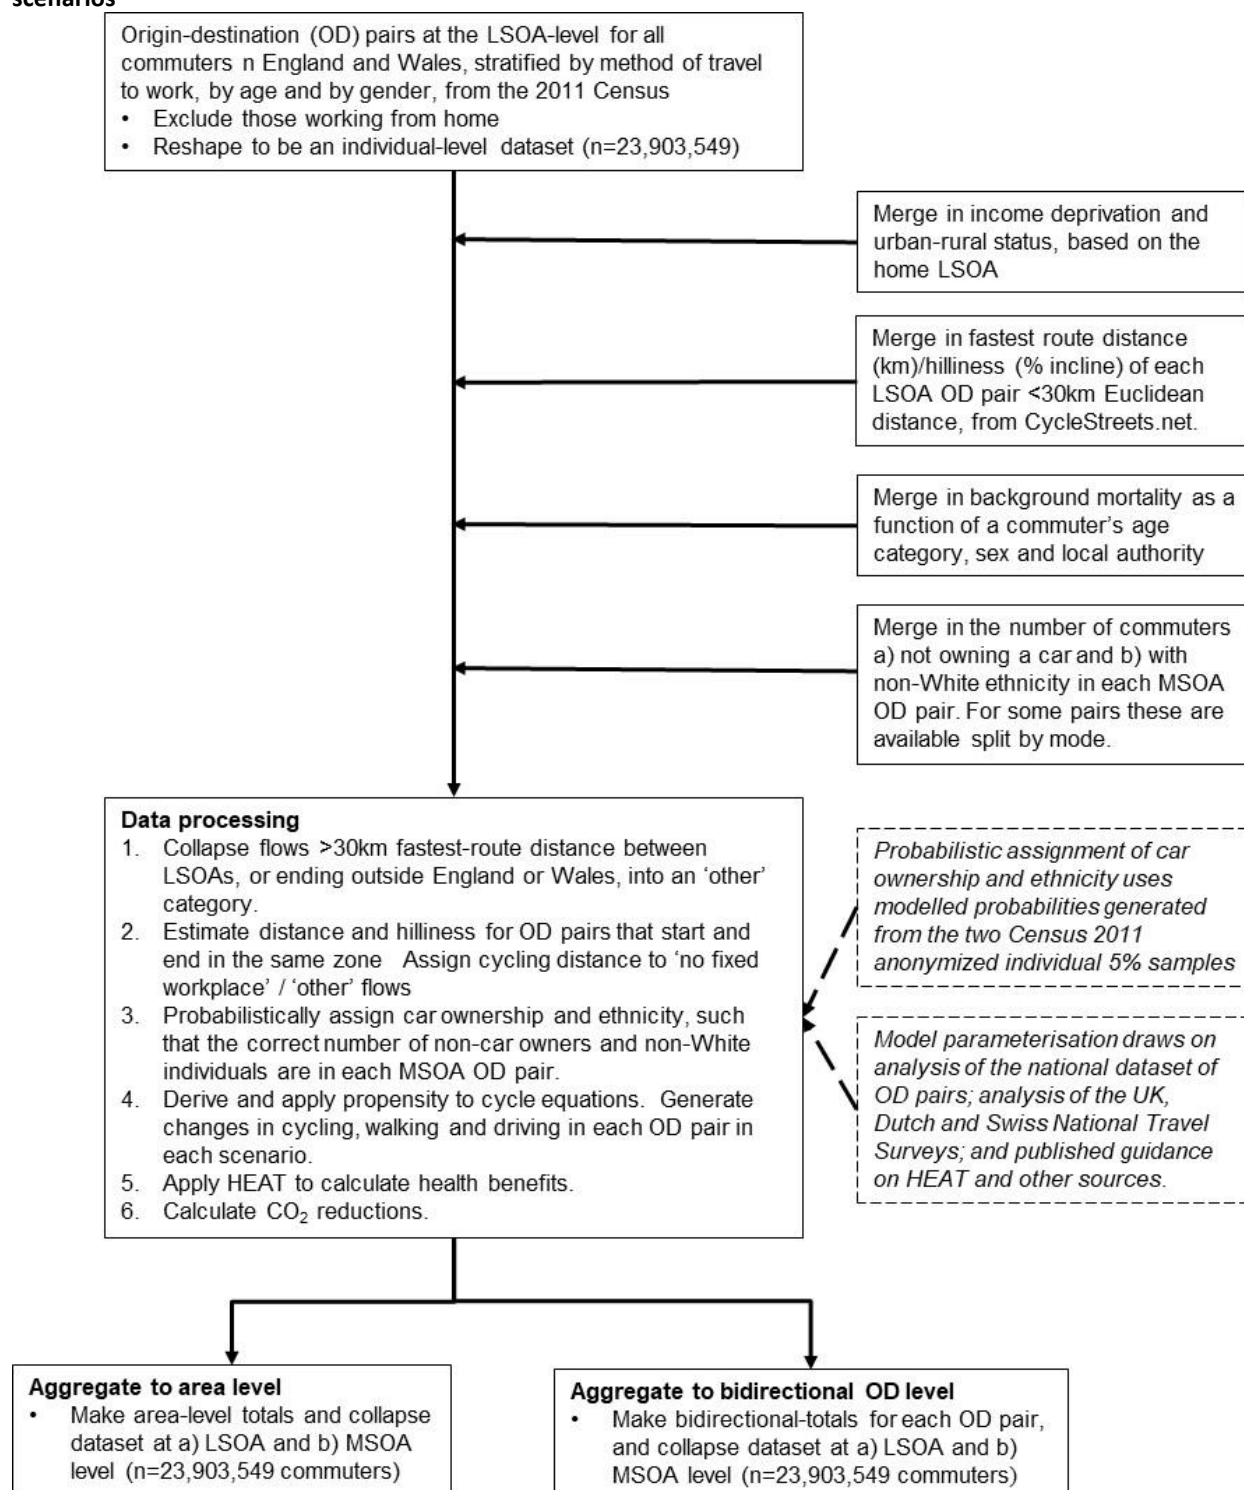 scenarios
Origin-destination (OD) pairs at the LSOA-level for all
commuters n England and Wales, stratified by method of travel
to work, by age and by gender, from the 2011 Census
• Exclude those working from home
• Reshape to be an individual-level dataset (n=23,903,549)
Merge in income deprivation and
urban-rural status, based on the
home LSOA
Merge in fastest route distance
(km)/hilliness (% incline) of each
LSOA OD pair <30km Euclidean
distance, from CycleStreets.net.
Merge in background mortality as a
function of a commuter's age
category, sex and local authority
Merge in the number of commuters
a) not owning a car and b) with
non-White ethnicity in each MSOA
OD pair. For some pairs these are
available split by mode.
Data processing
1. Collapse flows >30km fastest-route distance between
LSOAs, or ending outside England or Wales, into an ‘other’
category.
2. Estimate distance and hilliness for OD pairs that start and
end in the same zone Assign cycling distance to ‘no fixed
workplace’ / ‘other’ flows
3. Probabilistically assign car ownership and ethnicity, such
that the correct number of non-car owners and non-White
individuals are in each MSOA OD pair.
4. Derive and apply propensity to cycle equations. Generate
changes in cycling, walking and driving in each OD pair in
each scenario.
5. Apply HEAT to calculate health benefits.
6. Calculate CO₂ reductions.
Probabilistic assignment of car
ownership and ethnicity uses
modelled probabilities generated
from the two Census 2011
anonymized individual 5% samples
Model parameterisation draws on
analysis of the national dataset of
OD pairs; analysis of the UK,
Dutch and Swiss National Travel
Surveys; and published guidance
on HEAT and other sources.
Aggregate to area level
• Make area-level totals and collapse
dataset at a) LSOA and b) MSOA
level (n=23,903,549 commuters)
Aggregate to bidirectional OD level
• Make bidirectional-totals for each OD pair,
and collapse dataset at a) LSOA and b)
MSOA level (n=23,903,549 commuters)